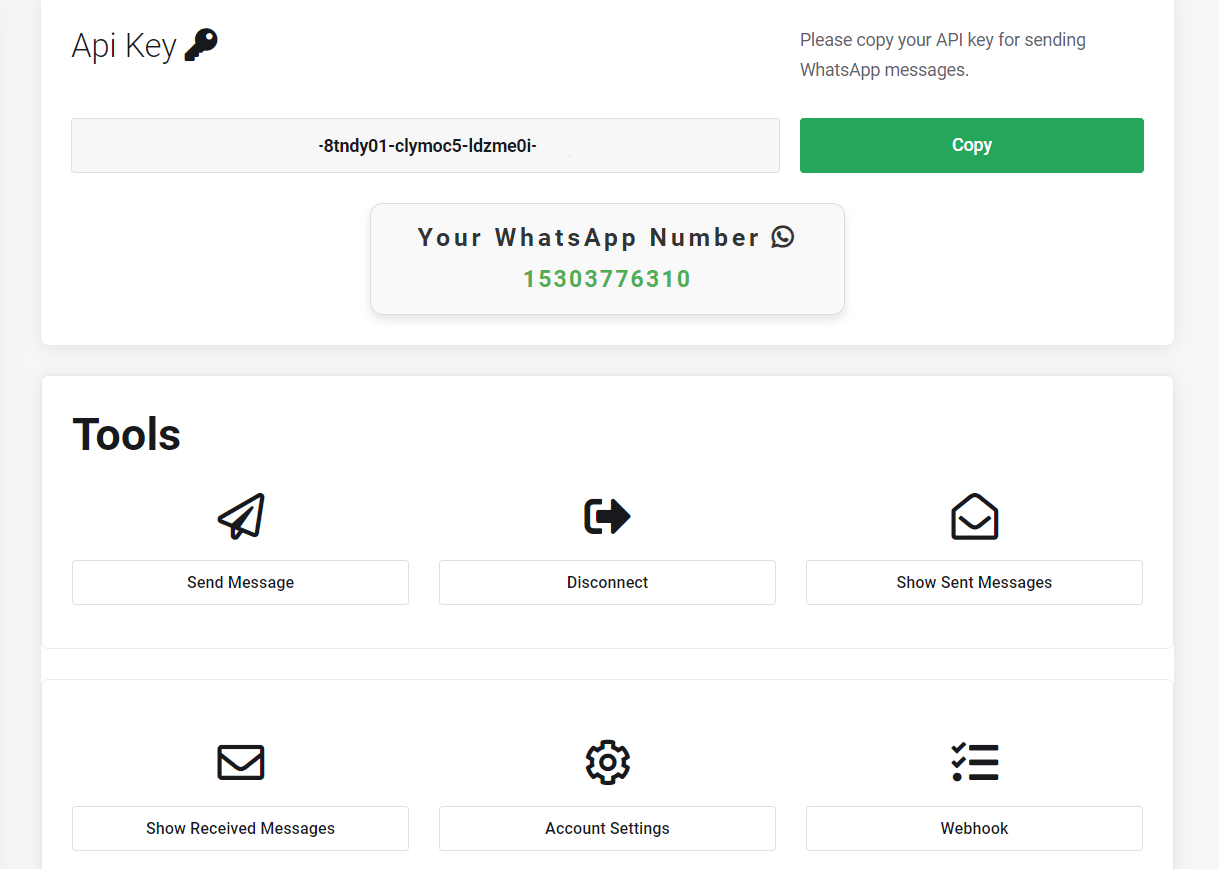 Api Key
Please copy your API key for sending
WhatsApp messages.
-8tndy01-clymoc5-ldzme0i-
Copy
Your WhatsApp Number
15303776310
Tools
Send Message
Disconnect
Show Sent Messages
Show Received Messages
Account Settings
Webhook